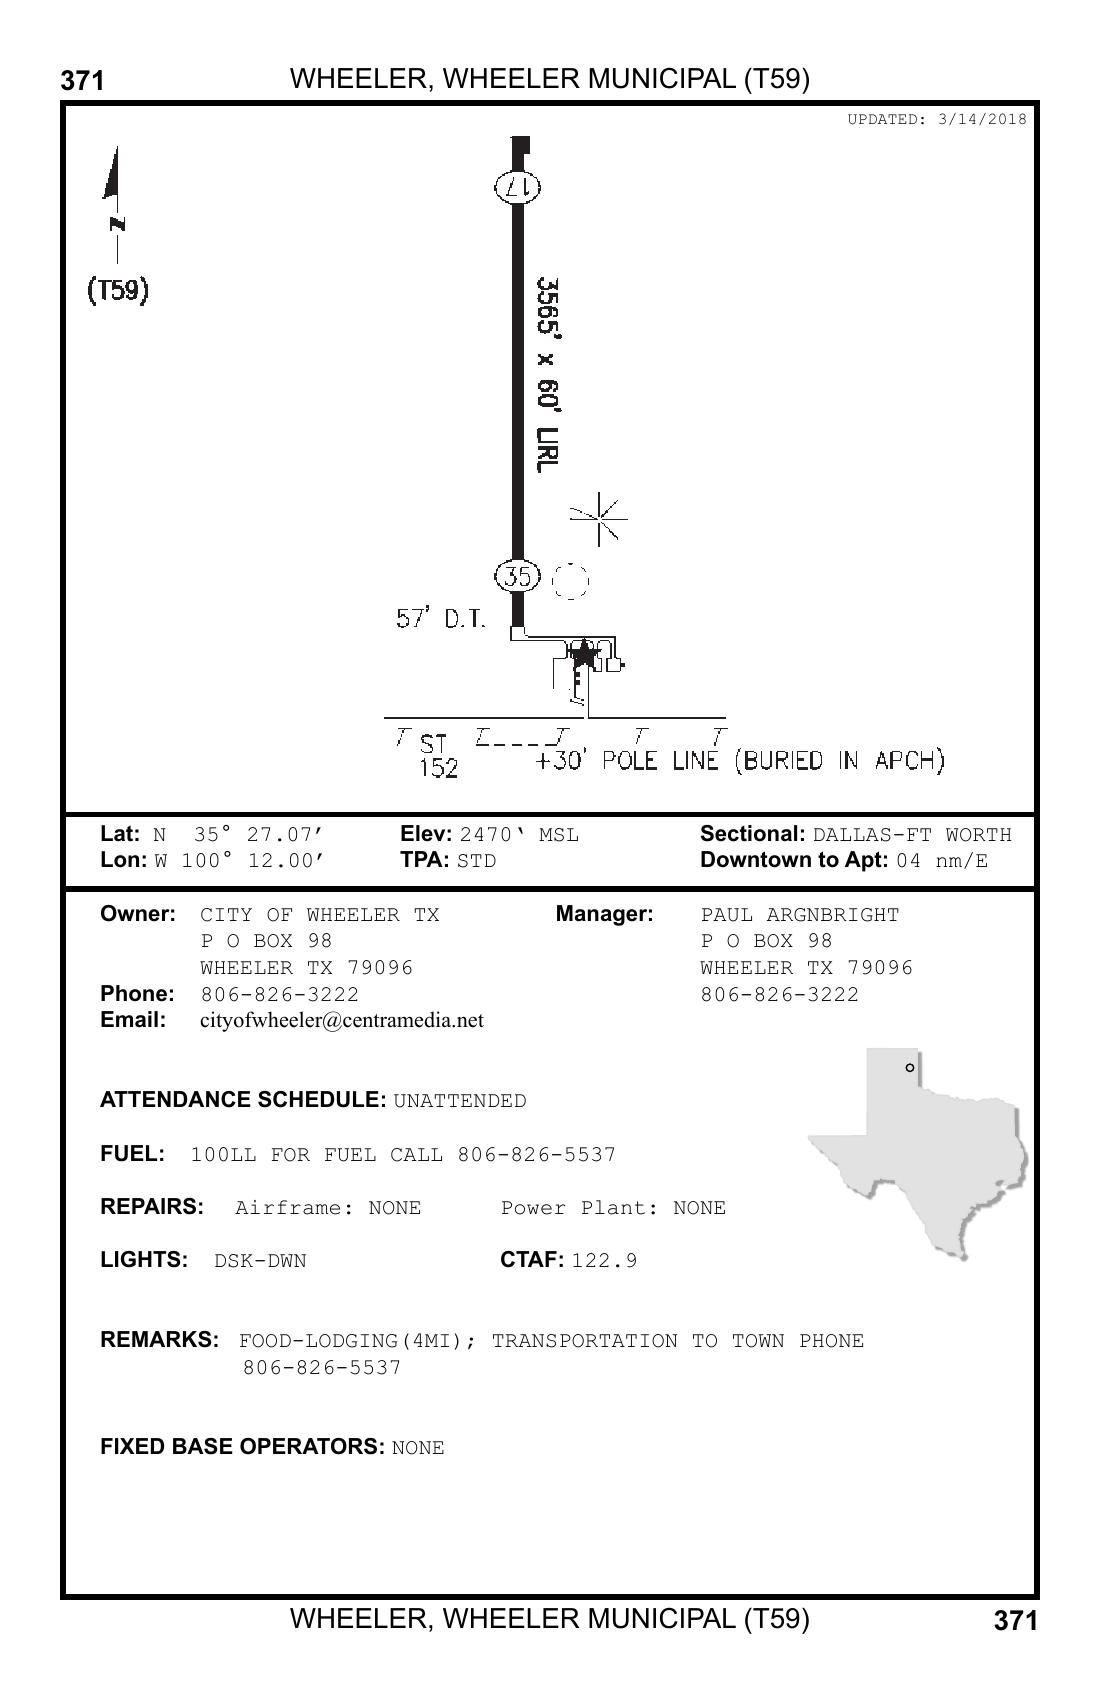 371 WHEELER, WHEELER MUNICIPAL (T59)
UPDATED: 3/14/2018
17
N
(T59)
3565' x 60' LIRL
35
57' D.T.
ST
152
+30' POLE LINE (BURIED IN APCH)
Lat: N 35° 27.07′ Elev: 2470‘ MSL Sectional: DALLAS-FT WORTH
Lon: W 100° 12.00′ TPA: STD Downtown to Apt: 04 nm/E
Owner: CITY OF WHEELER TX Manager: PAUL ARGNBRIGHT
P O BOX 98 P O BOX 98
WHEELER TX 79096 WHEELER TX 79096
Phone: 806-826-3222 806-826-3222
Email: cityofwheeler@centramedia.net
ATTENDANCE SCHEDULE: UNATTENDED
FUEL: 100LL FOR FUEL CALL 806-826-5537
REPAIRS: Airframe: NONE Power Plant: NONE
LIGHTS: DSK-DWN CTAF: 122.9
REMARKS: FOOD-LODGING(4MI); TRANSPORTATION TO TOWN PHONE
806-826-5537
FIXED BASE OPERATORS: NONE
WHEELER, WHEELER MUNICIPAL (T59) 371